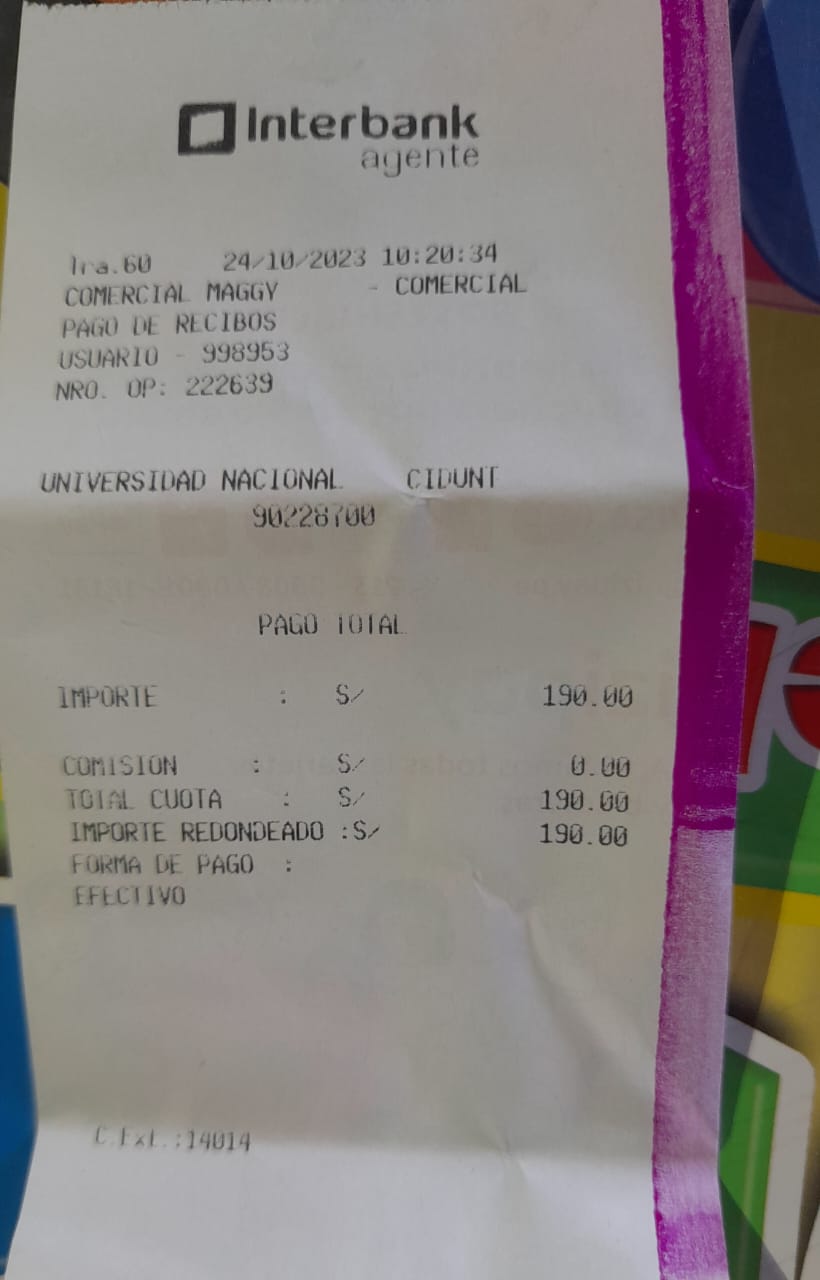 Interbank
agente
Tra.60 24/10/2023 10:20:34
COMERCIAL MAGGY - COMERCIAL
PAGO DE RECIBOS
USUARIO - 998953
NRO. OP: 222639
UNIVERSIDAD NACIONAL CIDUNT
90228700
PAGO TOTAL
IMPORTE : S/ 190.00
COMISION : S/ 0.00
TOTAL CUOTA : S/ 190.00
IMPORTE REDONDEADO :S/ 190.00
FORMA DE PAGO :
EFECTIVO
C.Ext.:14014